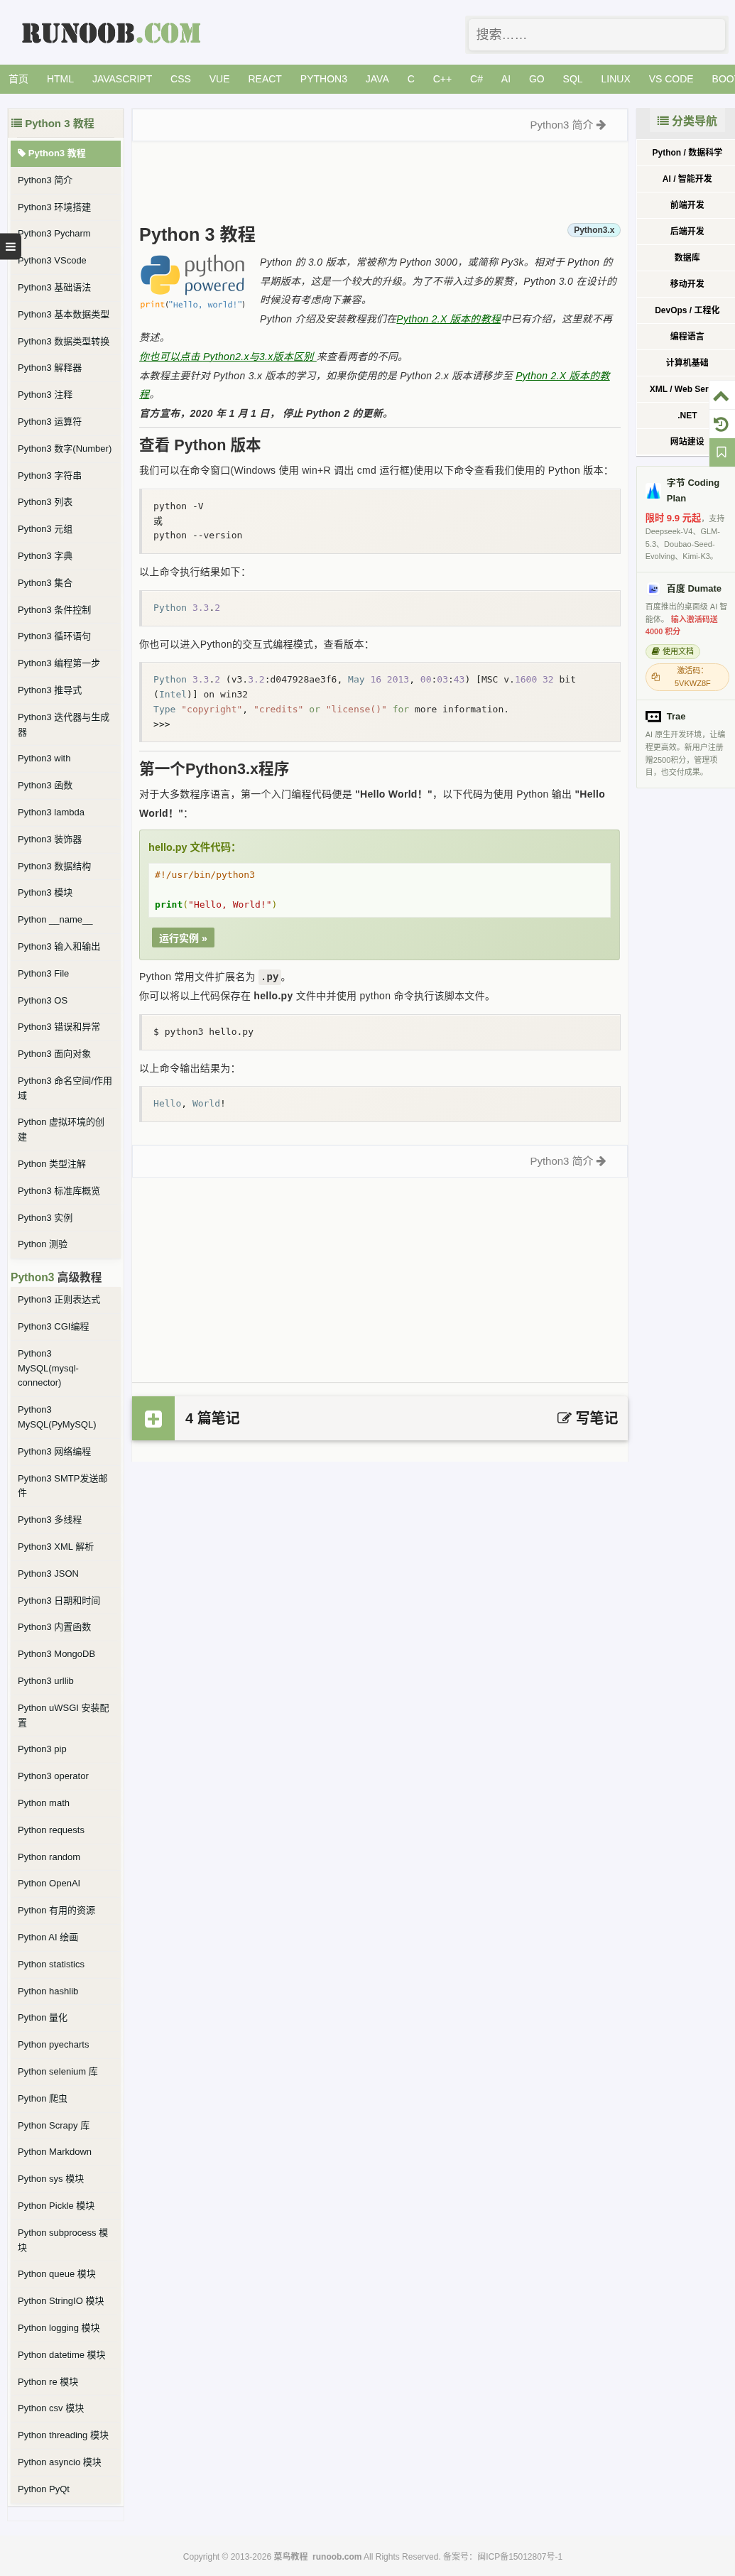 RUNOOB.COM
搜索……
首页 HTML JAVASCRIPT CSS VUE REACT PYTHON3 JAVA C C++ C# AI GO SQL LINUX VS CODE BOO
Python 3 教程
Python3 教程
Python3 简介
Python3 环境搭建
Python3 Pycharm
Python3 VScode
Python3 基础语法
Python3 基本数据类型
Python3 数据类型转换
Python3 解释器
Python3 注释
Python3 运算符
Python3 数字(Number)
Python3 字符串
Python3 列表
Python3 元组
Python3 字典
Python3 集合
Python3 条件控制
Python3 循环语句
Python3 编程第一步
Python3 推导式
Python3 迭代器与生成
器
Python3 with
Python3 函数
Python3 lambda
Python3 装饰器
Python3 数据结构
Python3 模块
Python __name__
Python3 输入和输出
Python3 File
Python3 OS
Python3 错误和异常
Python3 面向对象
Python3 命名空间/作用
域
Python 虚拟环境的创
建
Python 类型注解
Python3 标准库概览
Python3 实例
Python 测验
Python3 高级教程
Python3 正则表达式
Python3 CGI编程
Python3
MySQL(mysql-
connector)
Python3
MySQL(PyMySQL)
Python3 网络编程
Python3 SMTP发送邮
件
Python3 多线程
Python3 XML 解析
Python3 JSON
Python3 日期和时间
Python3 内置函数
Python3 MongoDB
Python3 urllib
Python uWSGI 安装配
置
Python3 pip
Python3 operator
Python math
Python requests
Python random
Python OpenAI
Python 有用的资源
Python AI 绘画
Python statistics
Python hashlib
Python 量化
Python pyecharts
Python selenium 库
Python 爬虫
Python Scrapy 库
Python Markdown
Python sys 模块
Python Pickle 模块
Python subprocess 模
块
Python queue 模块
Python StringIO 模块
Python logging 模块
Python datetime 模块
Python re 模块
Python csv 模块
Python threading 模块
Python asyncio 模块
Python PyQt
Python3 简介
Python 3 教程
Python3.x
python
powered
print("Hello, world!")
Python 的 3.0 版本，常被称为 Python 3000，或简称 Py3k。相对于 Python 的
早期版本，这是一个较大的升级。为了不带入过多的累赘，Python 3.0 在设计的
时候没有考虑向下兼容。
Python 介绍及安装教程我们在Python 2.X 版本的教程中已有介绍，这里就不再
赘述。
你也可以点击 Python2.x与3.x版本区别 来查看两者的不同。
本教程主要针对 Python 3.x 版本的学习，如果你使用的是 Python 2.x 版本请移步至 Python 2.X 版本的教
程。
官方宣布，2020 年 1 月 1 日， 停止 Python 2 的更新。
查看 Python 版本
我们可以在命令窗口(Windows 使用 win+R 调出 cmd 运行框)使用以下命令查看我们使用的 Python 版本：
python -V
或
python --version
以上命令执行结果如下：
Python 3.3.2
你也可以进入Python的交互式编程模式，查看版本：
Python 3.3.2 (v3.3.2:d047928ae3f6, May 16 2013, 00:03:43) [MSC v.1600 32 bit
(Intel)] on win32
Type "copyright", "credits" or "license()" for more information.
>>>
第一个Python3.x程序
对于大多数程序语言，第一个入门编程代码便是 "Hello World！"，以下代码为使用 Python 输出 "Hello
World！"：
hello.py 文件代码：
#!/usr/bin/python3
print("Hello, World!")
运行实例 »
Python 常用文件扩展名为 .py。
你可以将以上代码保存在 hello.py 文件中并使用 python 命令执行该脚本文件。
$ python3 hello.py
以上命令输出结果为：
Hello, World!
Python3 简介
4 篇笔记
写笔记
分类导航
Python / 数据科学
AI / 智能开发
前端开发
后端开发
数据库
移动开发
DevOps / 工程化
编程语言
计算机基础
XML / Web Ser
.NET
网站建设
字节 Coding
Plan
限时 9.9 元起，支持
Deepseek-V4、GLM-
5.3、Doubao-Seed-
Evolving、Kimi-K3。
百度 Dumate
百度推出的桌面级 AI 智
能体。 输入激活码送
4000 积分
使用文档
激活码：
5VKWZ8F
Trae
AI 原生开发环境，让编
程更高效。新用户注册
赠2500积分，管理项
目，也交付成果。
Copyright © 2013-2026 菜鸟教程 runoob.com All Rights Reserved. 备案号：闽ICP备15012807号-1